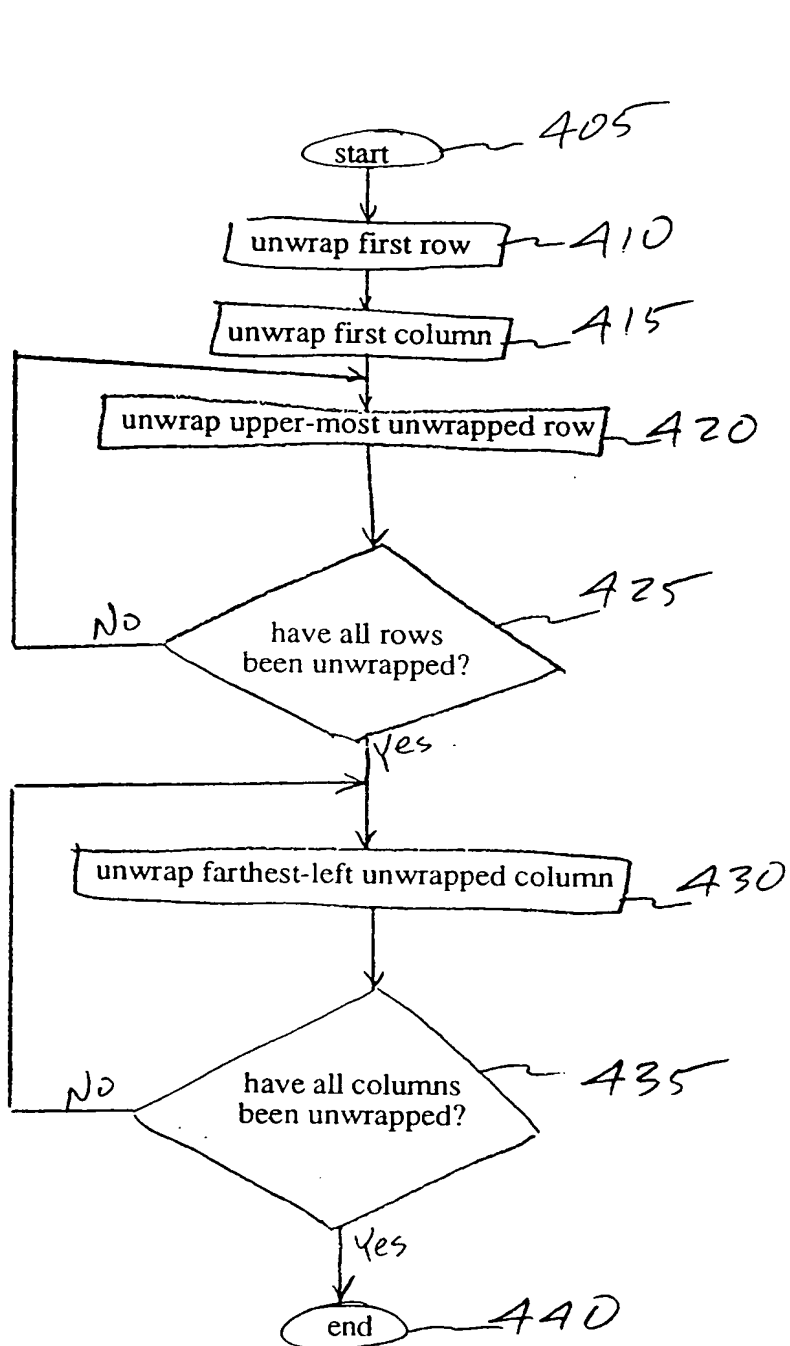 start
405
unwrap first row
410
unwrap first column
415
unwrap upper-most unwrapped row
420
425
have all rows
been unwrapped?
No
Yes
unwrap farthest-left unwrapped column
430
have all columns
been unwrapped?
435
No
Yes
end
440